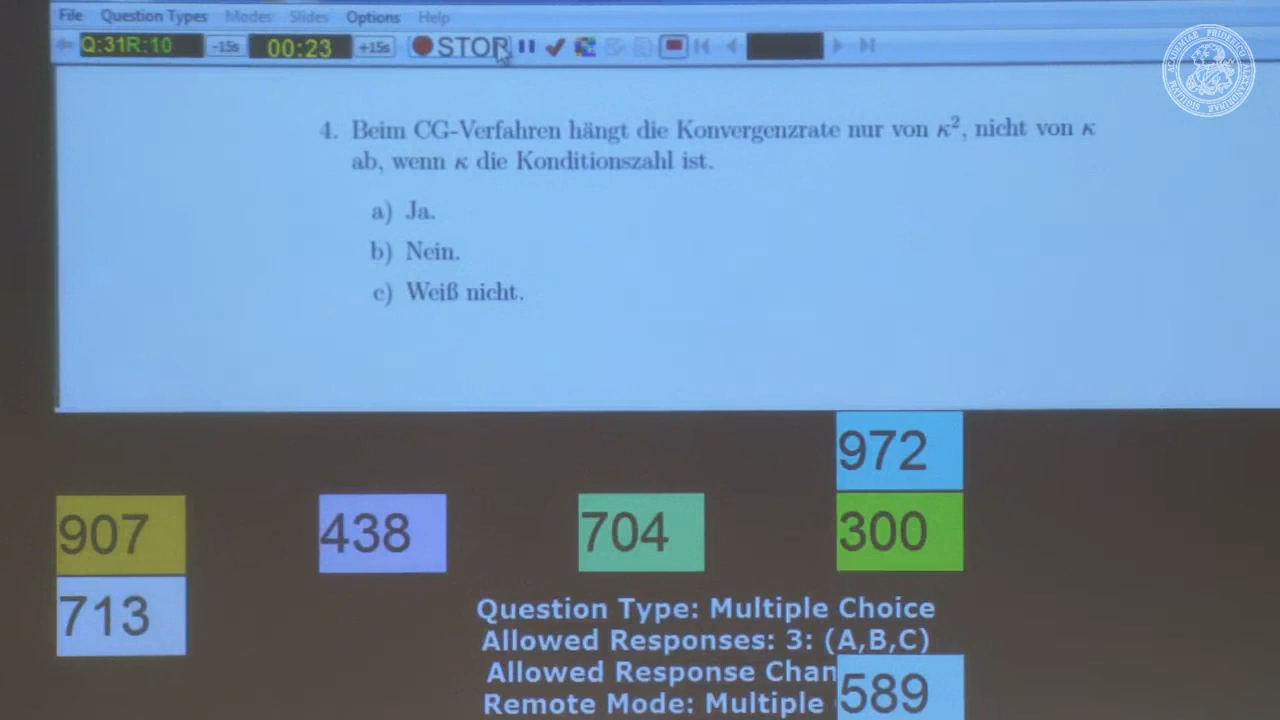 File Question Types Modes Slides Options Help
Q:31R:10 -15s 00:23 +15s STOP
4. Beim CG-Verfahren hängt die Konvergenzrate nur von κ², nicht von κ
ab, wenn κ die Konditionszahl ist.
a) Ja.
b) Nein.
c) Weiß nicht.
972
907 438 704 300
713
Question Type: Multiple Choice
Allowed Responses: 3: (A,B,C)
Allowed Response Chan
Remote Mode: Multiple
589